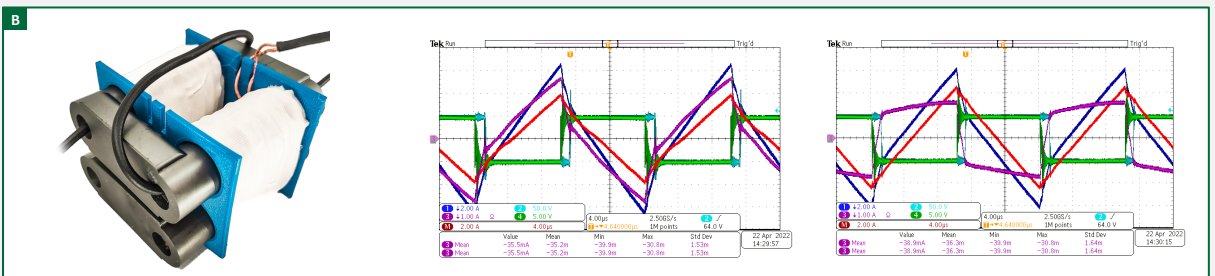 B
Tek Run
Trig'd
1 ↓2.00 A
2 50.0 V
3 ↓1.00 A Ω
4 5.00 V
M 2.00 A 4.00µs
4.00µs
2.50GS/s
2
T→▼4.640000µs
1M points
64.0 V
Value Mean Min Max Std Dev
3 Mean −35.5mA −35.2m −39.9m −30.8m 1.53m
3 Mean −35.5mA −35.2m −39.9m −30.8m 1.53m
22 Apr 2022
14:29:57
Tek Run
Trig'd
1 ↓2.00 A
2 50.0 V
3 ↓1.00 A Ω
4 5.00 V
M 2.00 A 4.00µs
4.00µs
2.50GS/s
2
T→▼4.640000µs
1M points
64.0 V
Value Mean Min Max Std Dev
3 Mean −38.9mA −36.3m −39.9m −30.8m 1.64m
3 Mean −38.9mA −36.3m −39.9m −30.8m 1.64m
22 Apr 2022
14:30:15